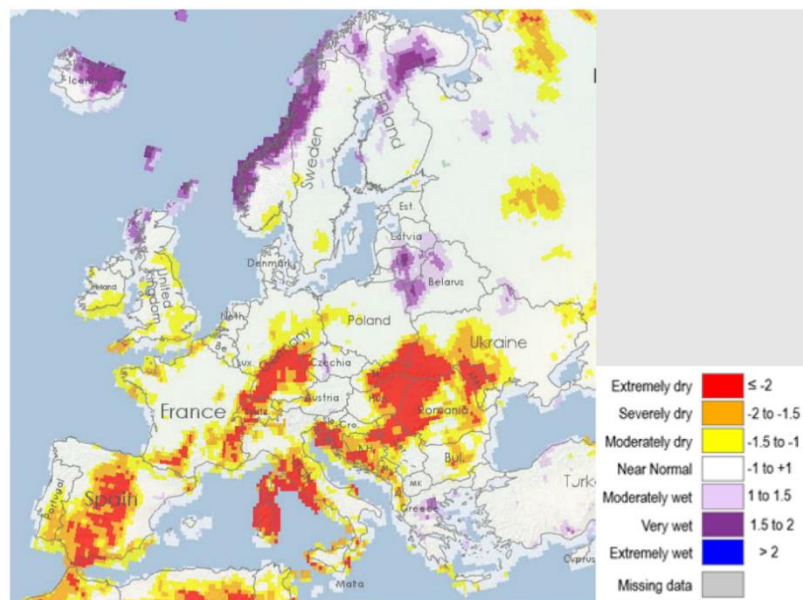 Iceland
Sweden
Finland
Est.
Latvia
Denmark
Belarus
Ireland
United
Kingdom
Neth.
Be
Poland
Germany
Lux.
Czechia
Ukraine
Austria
France
Romania
Cro.
Bul
Portugal
Spain
MK
Greece
Turk
Malta
Cyprus
Extremely dry ≤ -2
Severely dry -2 to -1.5
Moderately dry -1.5 to -1
Near Normal -1 to +1
Moderately wet 1 to 1.5
Very wet 1.5 to 2
Extremely wet > 2
Missing data